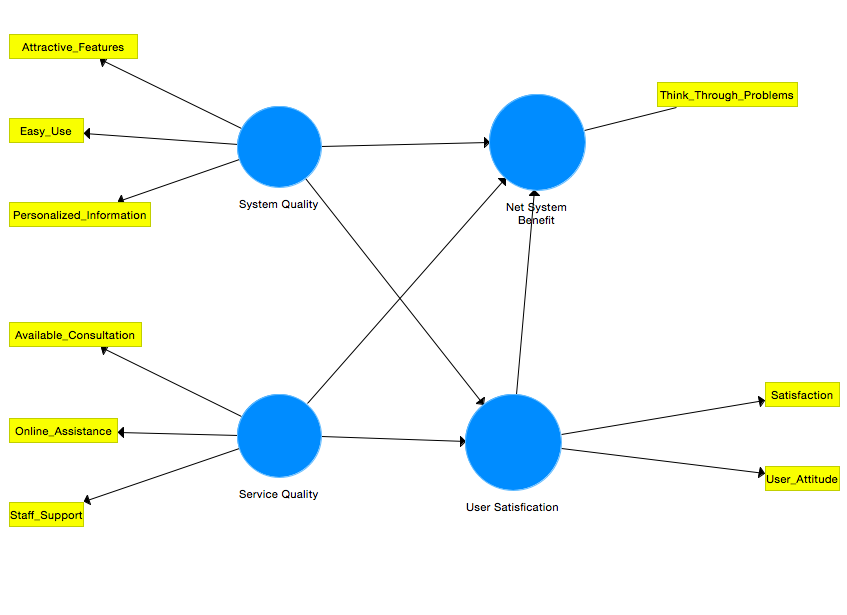 Attractive_Features
Think_Through_Problems
Easy_Use
System Quality
Personalized_Information
Net System
Benefit
Available_Consultation
Satisfaction
Online_Assistance
User_Attitude
Service Quality
User Satisfication
Staff_Support